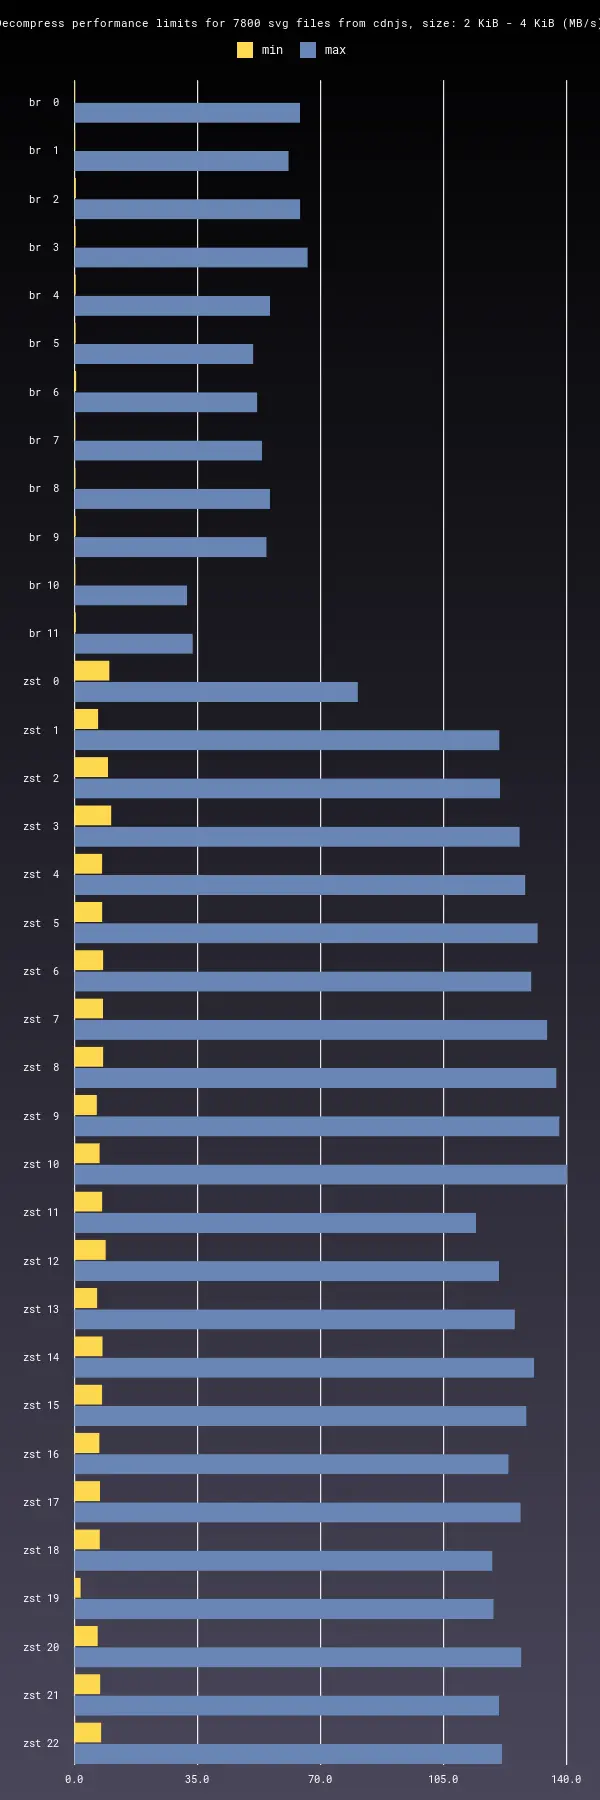 ecompress performance limits for 7800 svg files from cdnjs, size: 2 KiB - 4 KiB (MB/s)
min max
br 0
br 1
br 2
br 3
br 4
br 5
br 6
br 7
br 8
br 9
br 10
br 11
zst 0
zst 1
zst 2
zst 3
zst 4
zst 5
zst 6
zst 7
zst 8
zst 9
zst 10
zst 11
zst 12
zst 13
zst 14
zst 15
zst 16
zst 17
zst 18
zst 19
zst 20
zst 21
zst 22
0.0 35.0 70.0 105.0 140.0